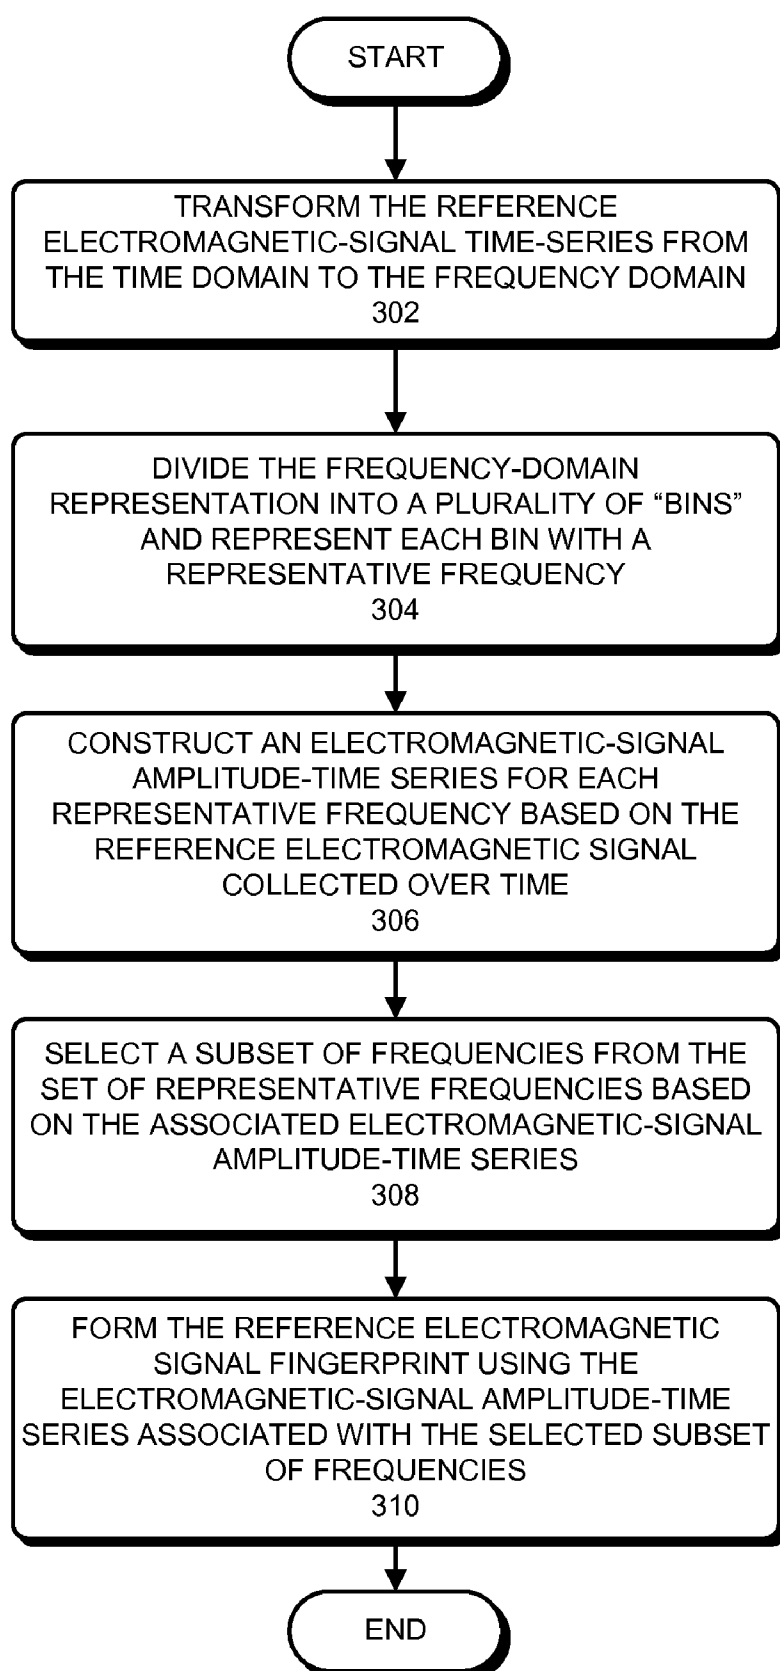 START
TRANSFORM THE REFERENCE
ELECTROMAGNETIC-SIGNAL TIME-SERIES FROM
THE TIME DOMAIN TO THE FREQUENCY DOMAIN
302
DIVIDE THE FREQUENCY-DOMAIN
REPRESENTATION INTO A PLURALITY OF “BINS”
AND REPRESENT EACH BIN WITH A
REPRESENTATIVE FREQUENCY
304
CONSTRUCT AN ELECTROMAGNETIC-SIGNAL
AMPLITUDE-TIME SERIES FOR EACH
REPRESENTATIVE FREQUENCY BASED ON THE
REFERENCE ELECTROMAGNETIC SIGNAL
COLLECTED OVER TIME
306
SELECT A SUBSET OF FREQUENCIES FROM THE
SET OF REPRESENTATIVE FREQUENCIES BASED
ON THE ASSOCIATED ELECTROMAGNETIC-SIGNAL
AMPLITUDE-TIME SERIES
308
FORM THE REFERENCE ELECTROMAGNETIC
SIGNAL FINGERPRINT USING THE
ELECTROMAGNETIC-SIGNAL AMPLITUDE-TIME
SERIES ASSOCIATED WITH THE SELECTED SUBSET
OF FREQUENCIES
310
END